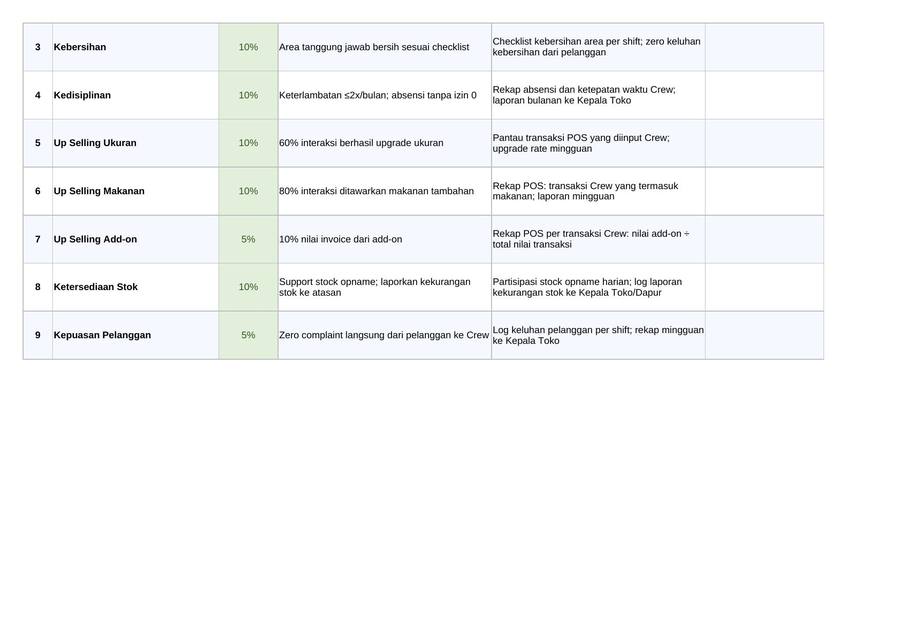 3 Kebersihan 10% Area tanggung jawab bersih sesuai checklist Checklist kebersihan area per shift; zero keluhan
kebersihan dari pelanggan
4 Kedisiplinan 10% Keterlambatan ≤2x/bulan; absensi tanpa izin 0 Rekap absensi dan ketepatan waktu Crew;
laporan bulanan ke Kepala Toko
5 Up Selling Ukuran 10% 60% interaksi berhasil upgrade ukuran Pantau transaksi POS yang diinput Crew;
upgrade rate mingguan
6 Up Selling Makanan 10% 80% interaksi ditawarkan makanan tambahan Rekap POS: transaksi Crew yang termasuk
makanan; laporan mingguan
7 Up Selling Add-on 5% 10% nilai invoice dari add-on Rekap POS per transaksi Crew: nilai add-on ÷
total nilai transaksi
8 Ketersediaan Stok 10% Support stock opname; laporkan kekurangan
stok ke atasan
Partisipasi stock opname harian; log laporan
kekurangan stok ke Kepala Toko/Dapur
9 Kepuasan Pelanggan 5% Zero complaint langsung dari pelanggan ke Crew Log keluhan pelanggan per shift; rekap mingguan
ke Kepala Toko